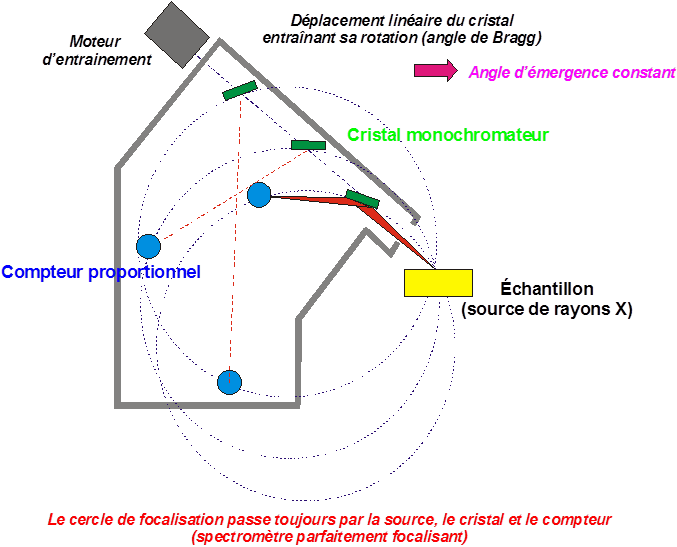 Déplacement linéaire du cristal
entraînant sa rotation (angle de Bragg)
Moteur
d'entrainement
Angle d'émergence constant
Cristal monochromateur
Compteur proportionnel
Échantillon
(source de rayons X)
Le cercle de focalisation passe toujours par la source, le cristal et le compteur
(spectromètre parfaitement focalisant)